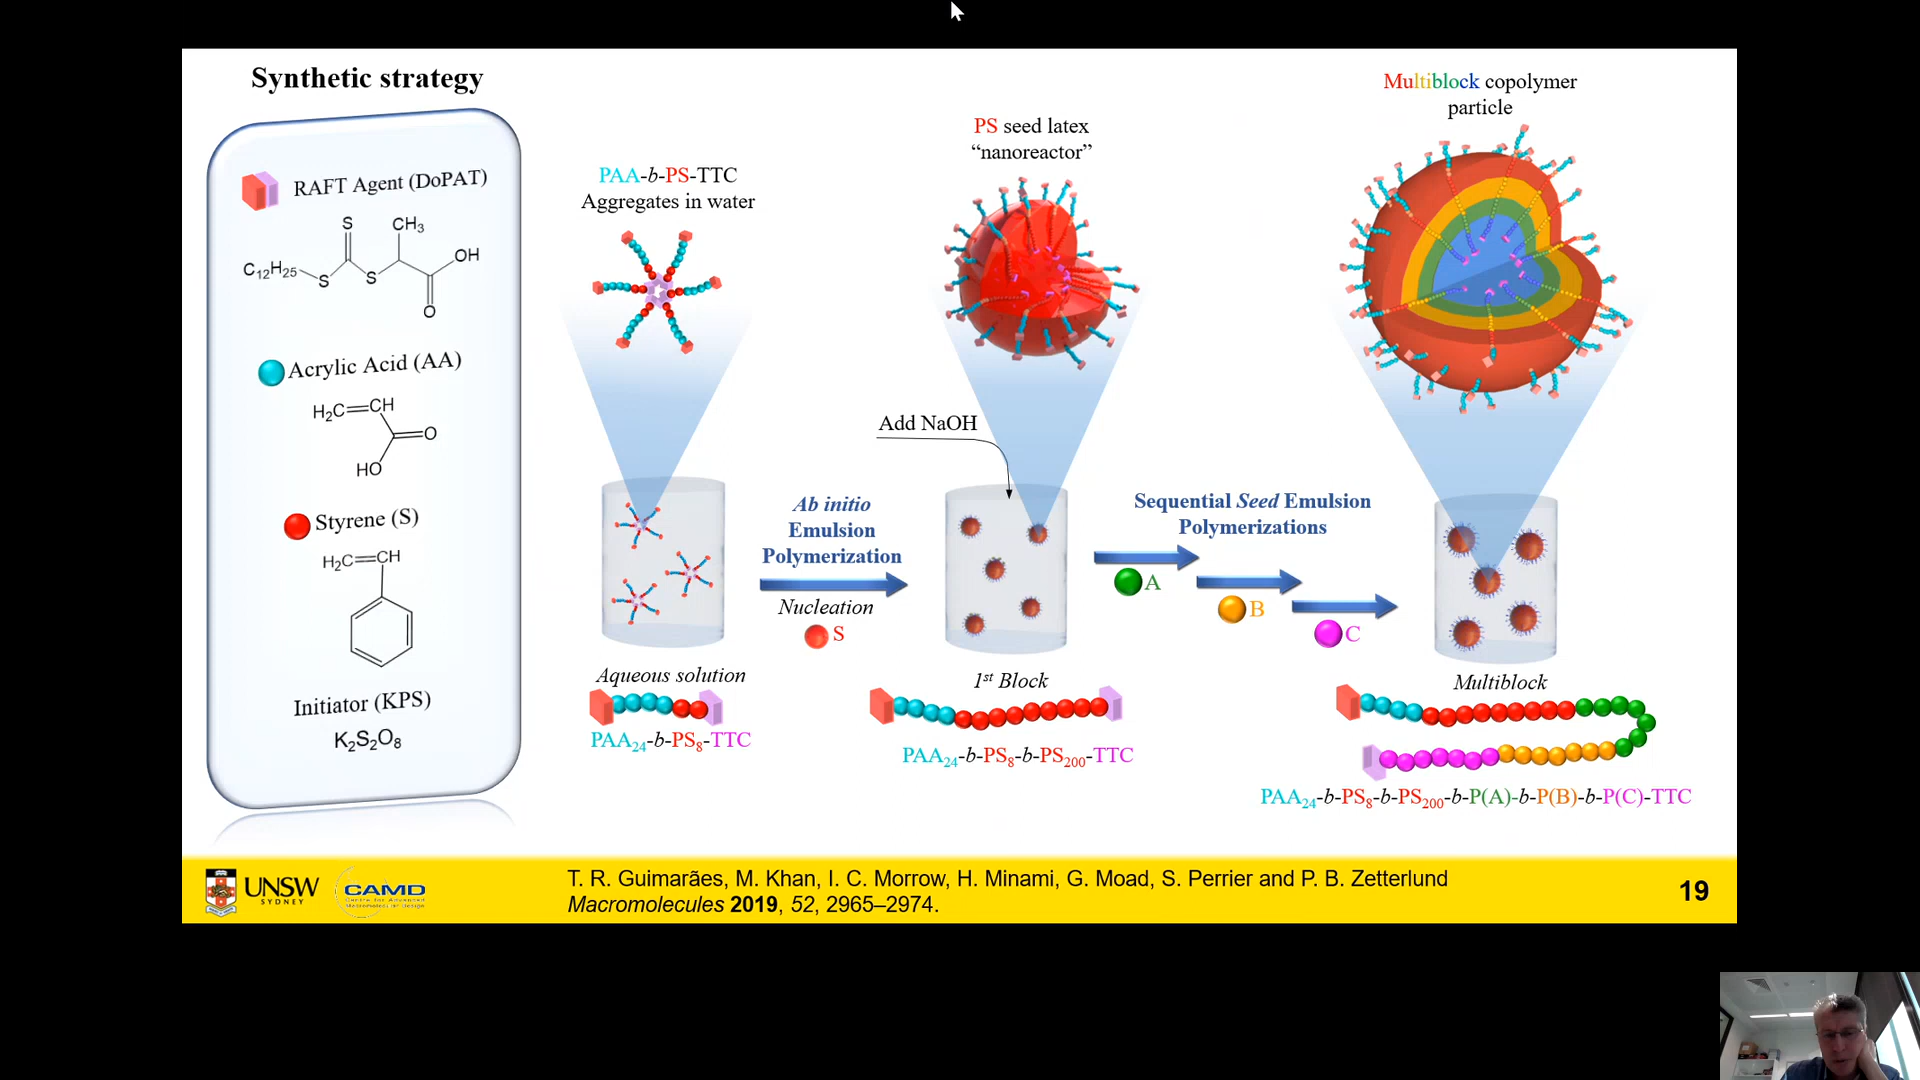 Synthetic strategy
RAFT Agent (DoPAT)
S
CH₃
C₁₂H₂₅
S
S
OH
O
Acrylic Acid (AA)
H₂C
CH
O
HO
Styrene (S)
H₂C
CH
Initiator (KPS)
K₂S₂O₈
PAA-b-PS-TTC
Aggregates in water
Aqueous solution
PAA₂₄-b-PS₈-TTC
Ab initio
Emulsion
Polymerization
Nucleation
S
PS seed latex
“nanoreactor”
Add NaOH
1st Block
PAA₂₄-b-PS₈-b-PS₂₀₀-TTC
Sequential Seed Emulsion
Polymerizations
A
B
C
Multiblock copolymer
particle
Multiblock
PAA₂₄-b-PS₈-b-PS₂₀₀-b-P(A)-b-P(B)-b-P(C)-TTC
UNSW
SYDNEY
CAMD
T. R. Guimarães, M. Khan, I. C. Morrow, H. Minami, G. Moad, S. Perrier and P. B. Zetterlund
Macromolecules 2019, 52, 2965–2974.
19